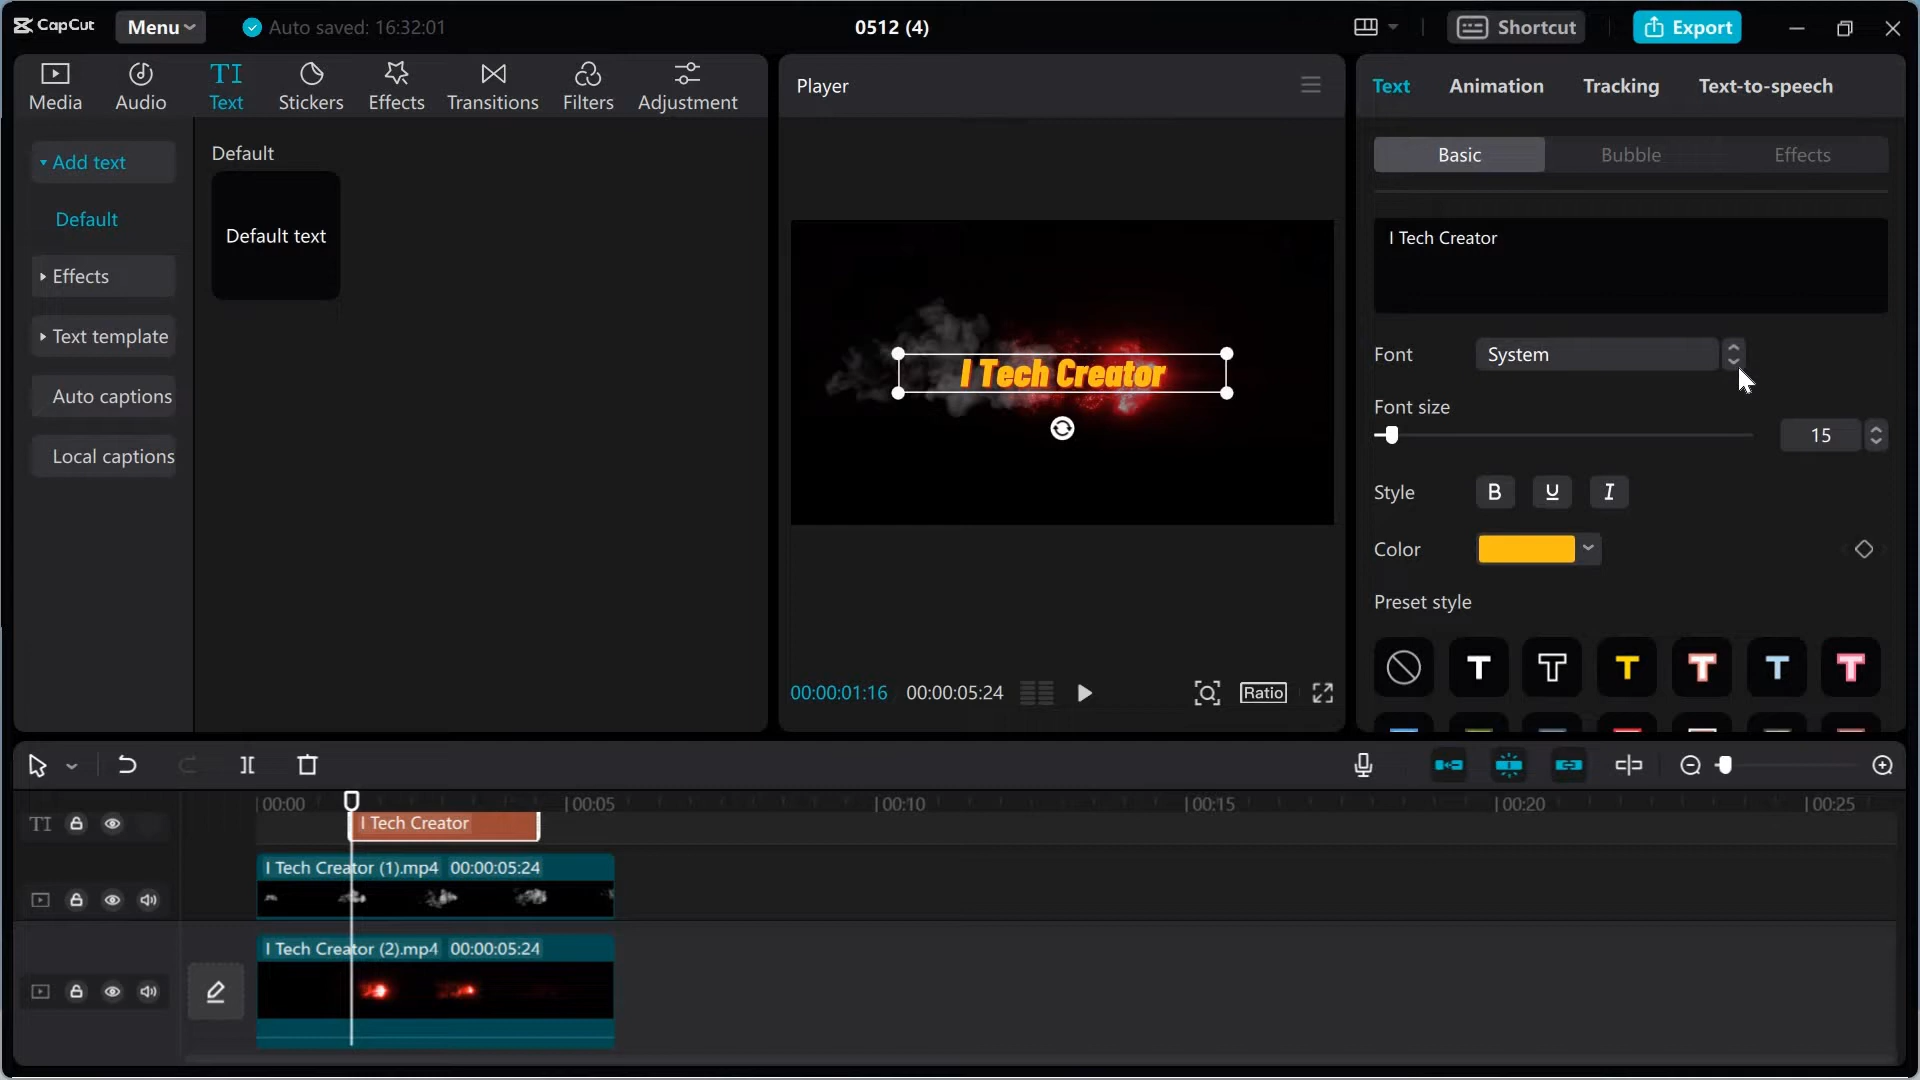 CapCut
Menu
Auto saved: 16:32:01
0512 (4)
Shortcut
Export
Media
Audio
TI
Text
Stickers
Effects
Transitions
Filters
Adjustment
Add text
Default
Effects
Text template
Auto captions
Local captions
Default
Default text
Player
I Tech Creator
00:00:01:16
00:00:05:24
Ratio
Text
Animation
Tracking
Text-to-speech
Basic
Bubble
Effects
I Tech Creator
Font
System
Font size
15
Style
B
U
I
Color
Preset style
T
T
T
T
T
T
00:00
00:05
00:10
00:15
00:20
00:25
TI
I Tech Creator
I Tech Creator (1).mp4 00:00:05:24
I Tech Creator (2).mp4 00:00:05:24